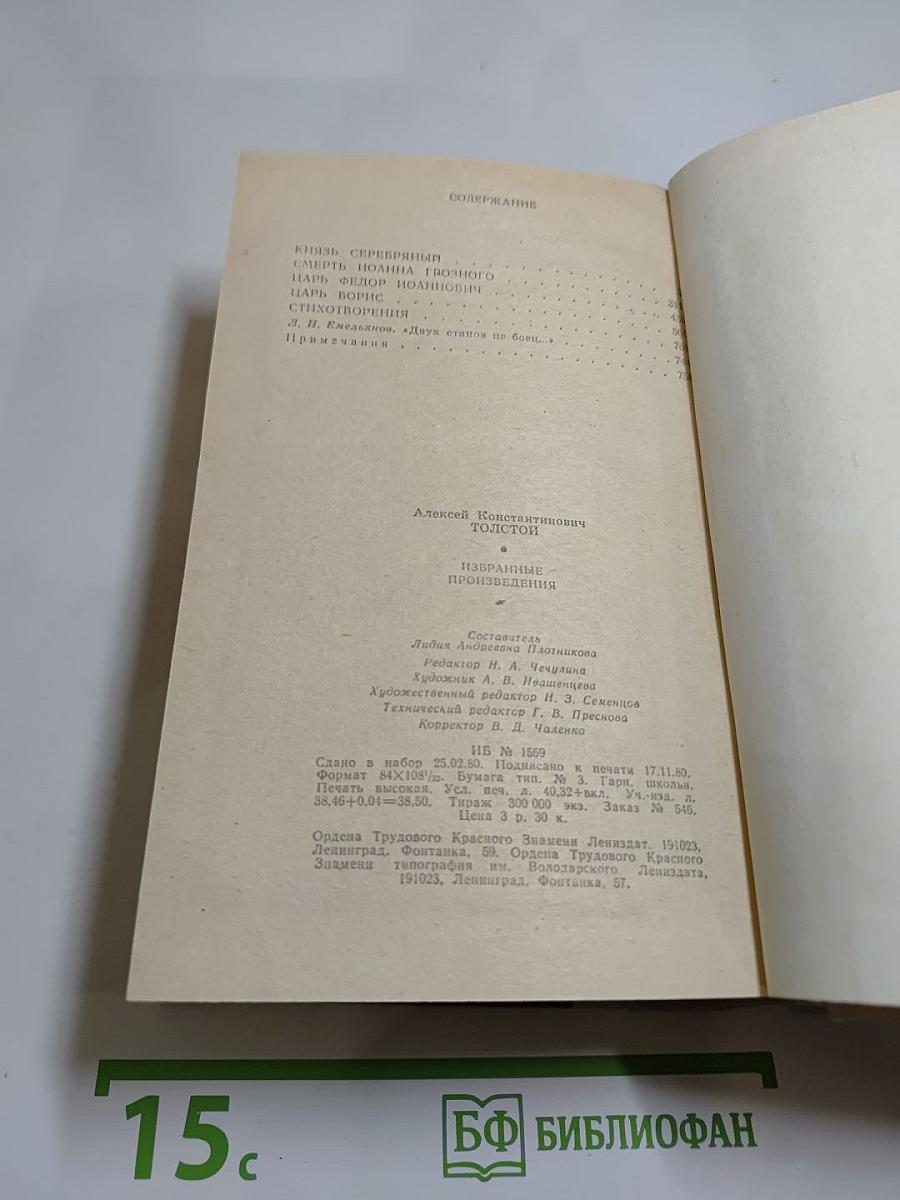 СОДЕРЖАНИЕ
КНЯЗЬ СЕРЕБРЯНЫЙ . . . . . . . . . .
СМЕРТЬ ИОАННА ГРОЗНОГО . . . . . . . .
ЦАРЬ ФЕДОР ИОАННОВИЧ . . . . . . . .
ЦАРЬ БОРИС . . . . . . . . . . . .
СТИХОТВОРЕНИЯ . . . . . . . . . . .
Л. И. Емельянов. «Двух станов не боец...» . . . . . .
Примечания . . . . . . . . . . . .
Алексей Константинович
ТОЛСТОЙ
ИЗБРАННЫЕ
ПРОИЗВЕДЕНИЯ
Составитель
Лидия Андреевна Плотникова
Редактор Н. А. Чечулина
Художник А. В. Ивашенцева
Художественный редактор И. З. Семенцов
Технический редактор Г. В. Преснова
Корректор В. Д. Чаленко
ИБ № 1569
Сдано в набор 25.02.80. Подписано к печати 17.11.80.
Формат 84×108¹/₃₂. Бумага тип. № 3. Гарн. школьн.
Печать высокая. Усл. печ. л. 40,32+вкл. Уч.-изд. л.
38,46+0,04=38,50. Тираж 300 000 экз. Заказ № 546.
Цена 3 р. 30 к.
Ордена Трудового Красного Знамени Лениздат. 191023,
Ленинград, Фонтанка, 59. Ордена Трудового Красного
Знамени типография им. Володарского Лениздата,
191023, Ленинград, Фонтанка, 57.
15 с
БФ БИБЛИОФАН